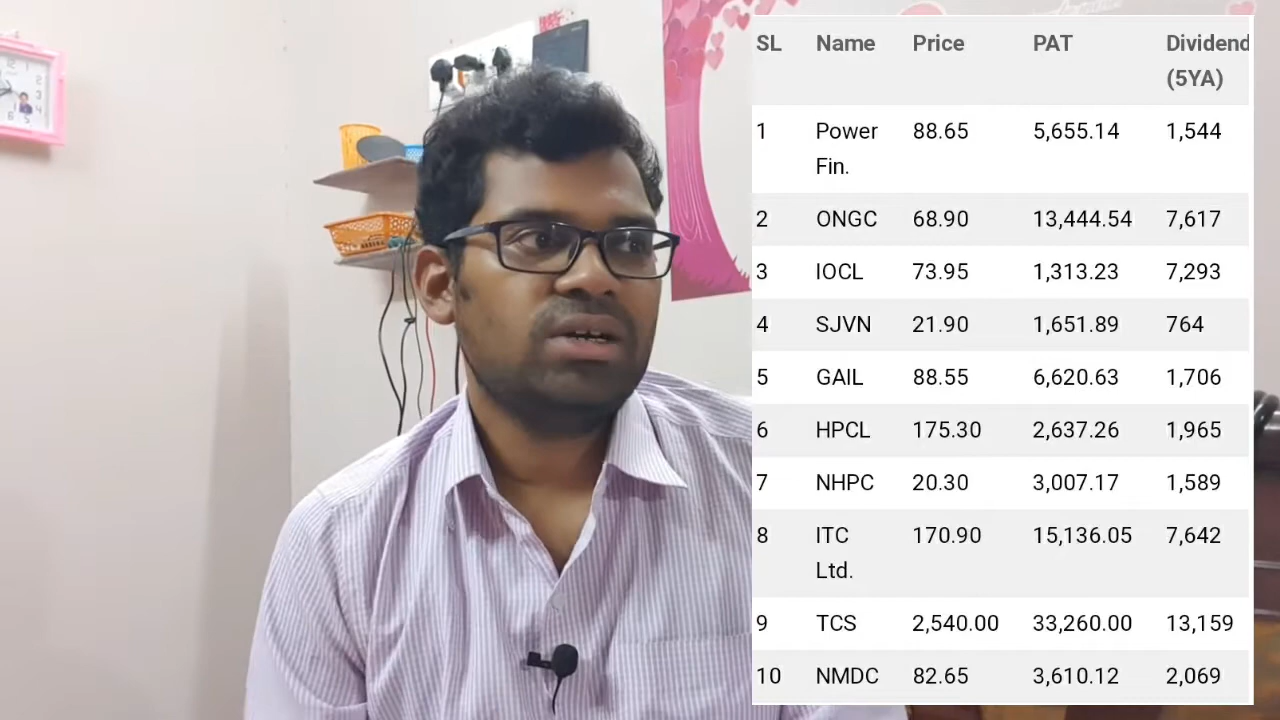 SL Name Price PAT Dividend
(5YA)
1 Power 88.65 5,655.14 1,544
Fin.
2 ONGC 68.90 13,444.54 7,617
3 IOCL 73.95 1,313.23 7,293
4 SJVN 21.90 1,651.89 764
5 GAIL 88.55 6,620.63 1,706
6 HPCL 175.30 2,637.26 1,965
7 NHPC 20.30 3,007.17 1,589
8 ITC 170.90 15,136.05 7,642
Ltd.
9 TCS 2,540.00 33,260.00 13,159
10 NMDC 82.65 3,610.12 2,069